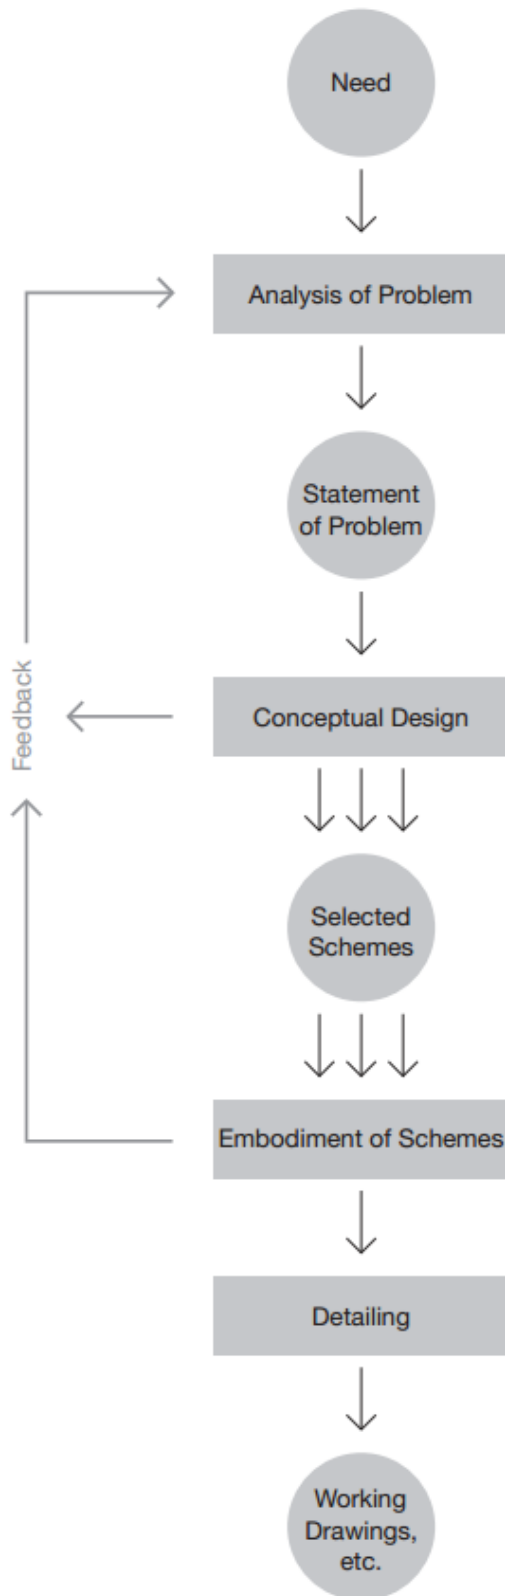 Need
Analysis of Problem
Statement
of Problem
Feedback
Conceptual Design
Selected
Schemes
Embodiment of Schemes
Detailing
Working
Drawings,
etc.